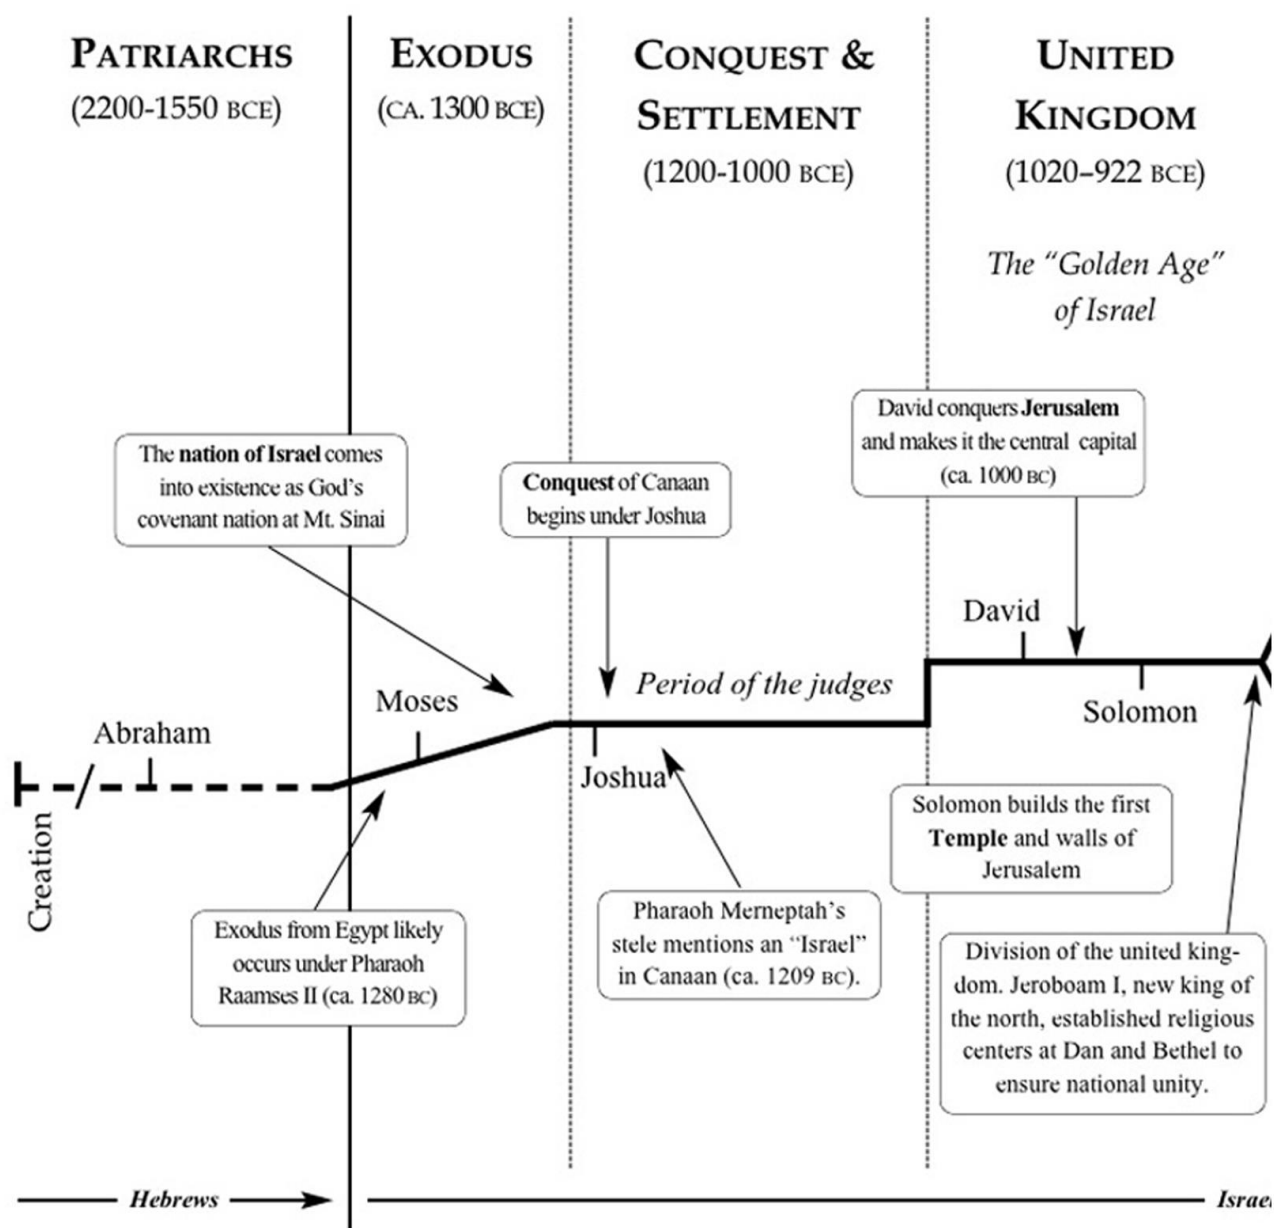 PATRIARCHS
(2200-1550 BCE)
EXODUS
(CA. 1300 BCE)
CONQUEST &
SETTLEMENT
(1200-1000 BCE)
UNITED
KINGDOM
(1020–922 BCE)
The “Golden Age”
of Israel
The nation of Israel comes
into existence as God’s
covenant nation at Mt. Sinai
Conquest of Canaan
begins under Joshua
David conquers Jerusalem
and makes it the central capital
(ca. 1000 BC)
Abraham
Moses
Period of the judges
Joshua
David
Solomon
Creation
Exodus from Egypt likely
occurs under Pharaoh
Raamses II (ca. 1280 BC)
Pharaoh Merneptah’s
stele mentions an “Israel”
in Canaan (ca. 1209 BC).
Solomon builds the first
Temple and walls of
Jerusalem
Division of the united king-
dom. Jeroboam I, new king of
the north, established religious
centers at Dan and Bethel to
ensure national unity.
Hebrews
Israe